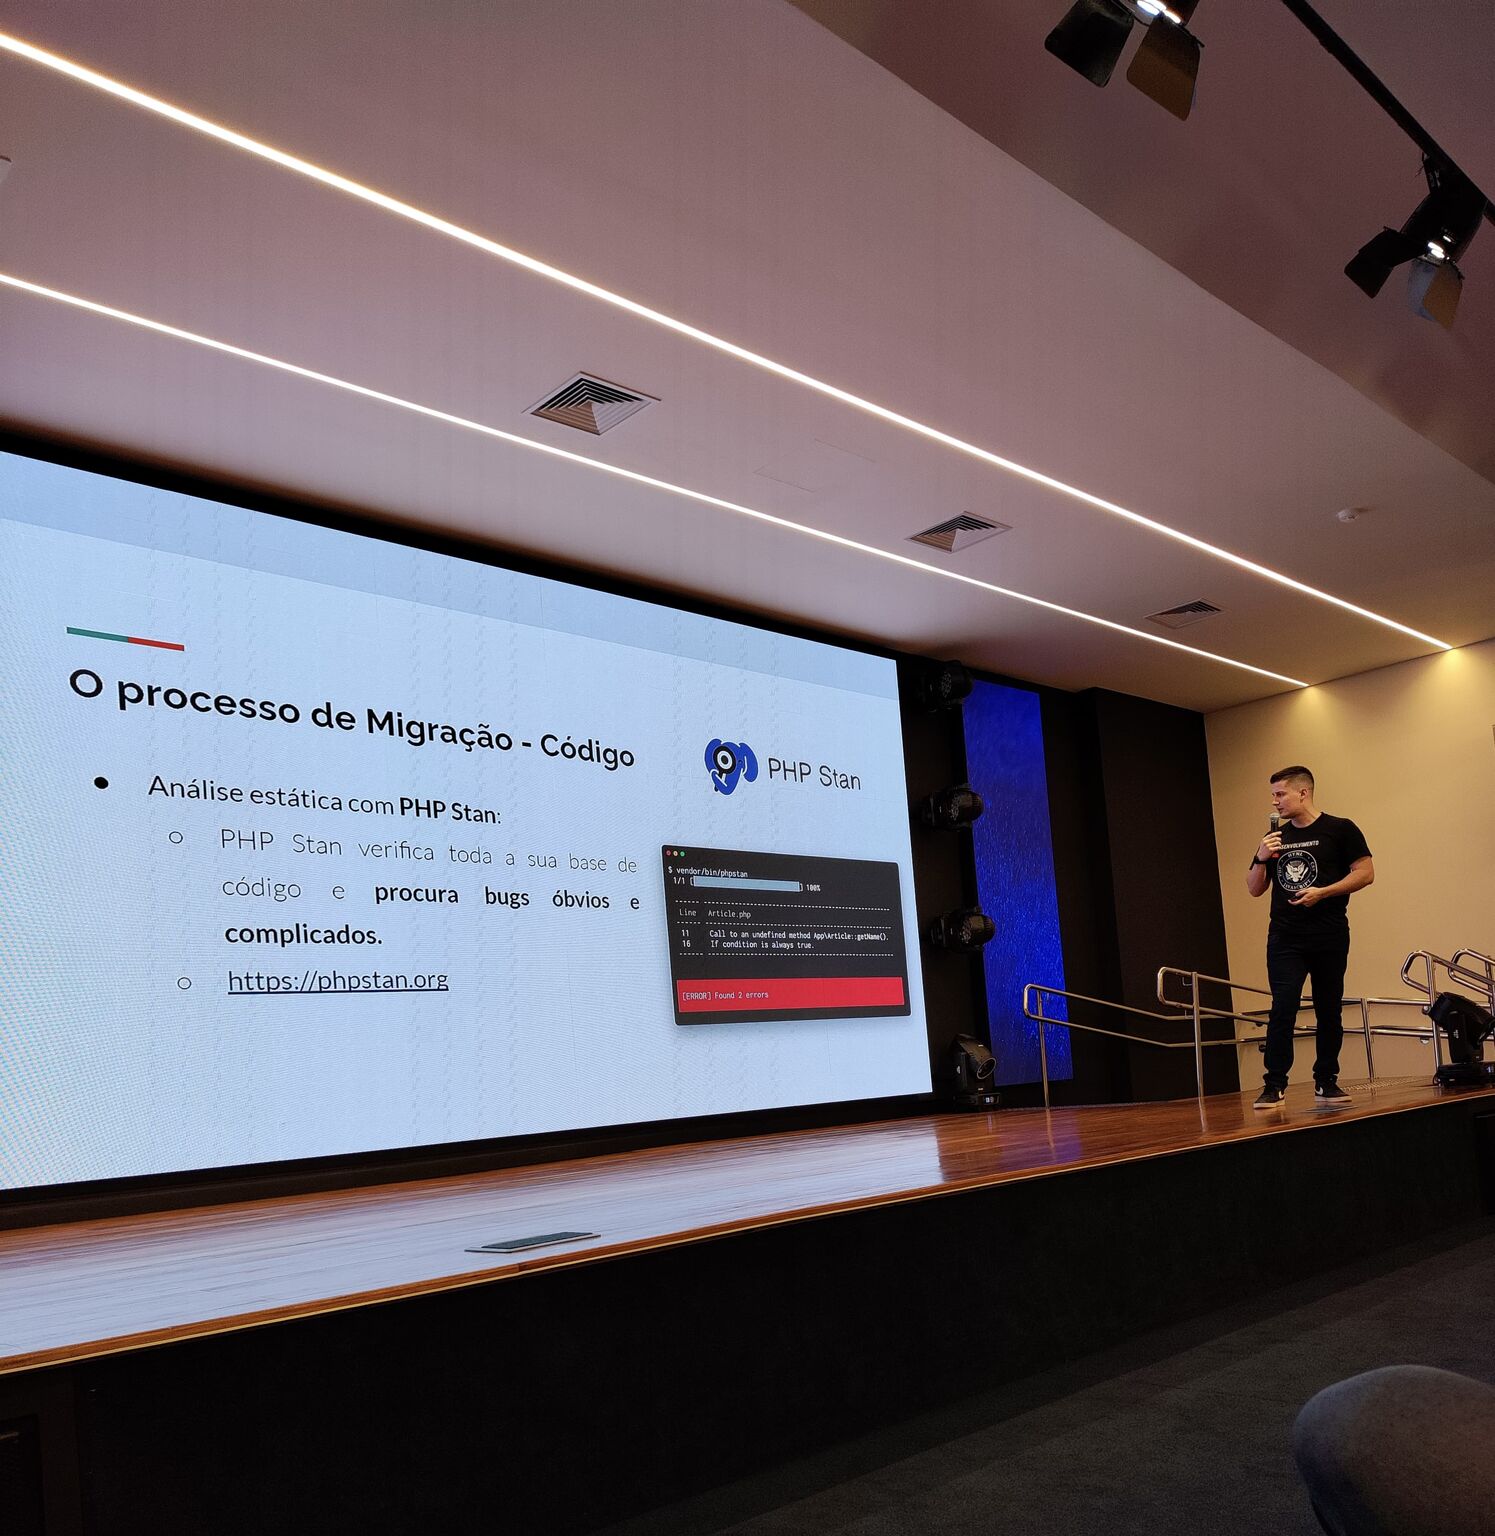 O processo de Migração - Código
Análise estática com PHP Stan:
PHP Stan verifica toda a sua base de
código e procura bugs óbvios e
complicados.
https://phpstan.org
PHP Stan
$ vendor/bin/phpstan
1/1 [ ] 100%
Line Article.php
11 Call to an undefined method App\Article::getName().
16 If condition is always true.
[ERROR] Found 2 errors
HTML
JAVASCRIPT